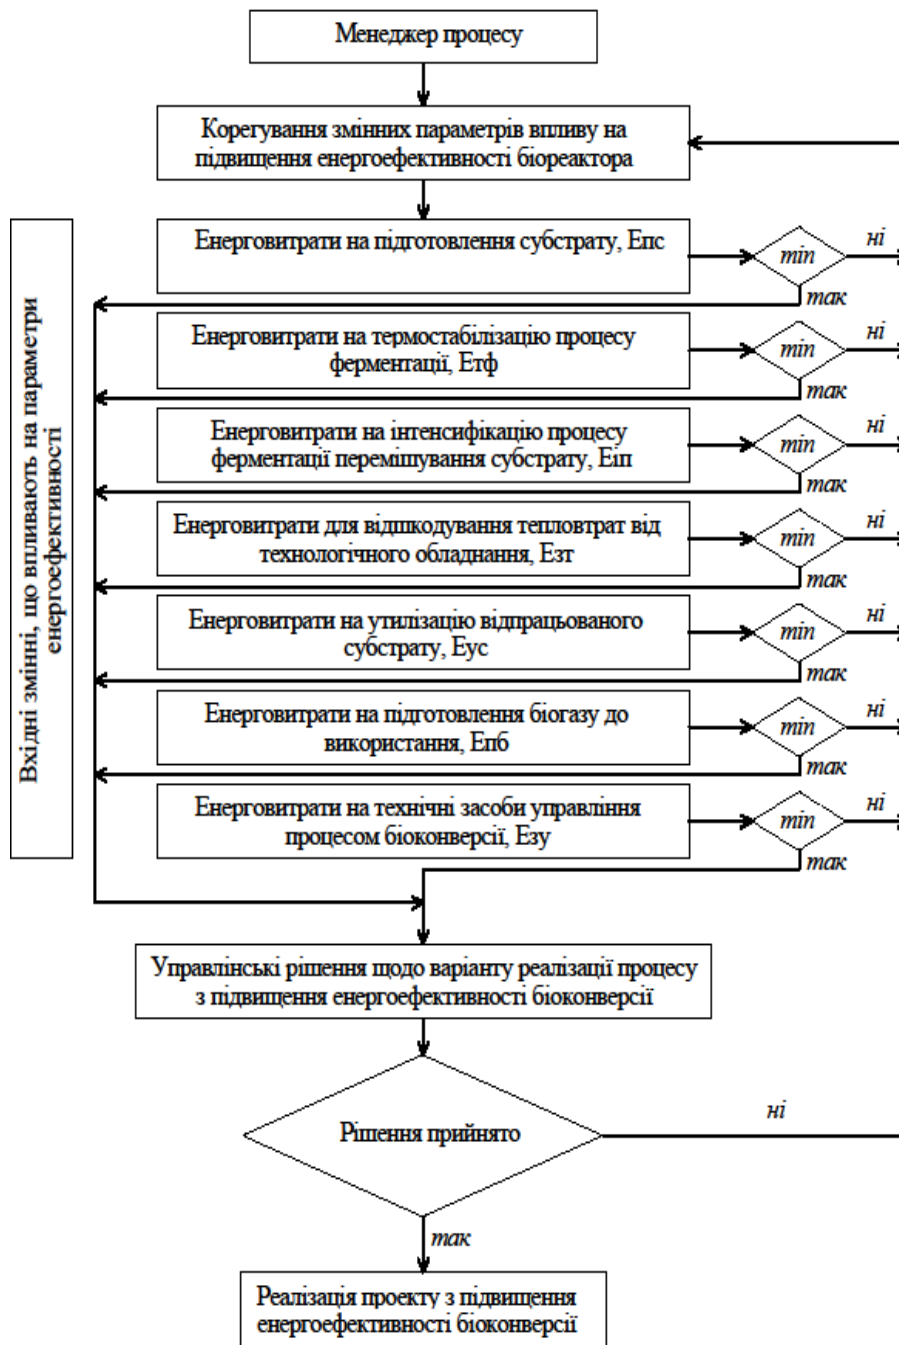 Менеджер процесу
Корегування змінних параметрів впливу на
підвищення енергоефективності біореактора
Вхідні змінні, що впливають на параметри
енергоефективності
Енерговитрати на підготовлення субстрату, Епс
min
ні
так
Енерговитрати на термостабілізацію процесу
ферментації, Етф
min
ні
так
Енерговитрати на інтенсифікацію процесу
ферментації перемішування субстрату, Еіп
min
ні
так
Енерговитрати для відшкодування тепловтрат від
технологічного обладнання, Езт
min
ні
так
Енерговитрати на утилізацію відпрацьованого
субстрату, Еус
min
ні
так
Енерговитрати на підготовлення біогазу до
використання, Епб
min
ні
так
Енерговитрати на технічні засоби управління
процесом біоконверсії, Езу
min
ні
так
Управлінські рішення щодо варіанту реалізації процесу
з підвищення енергоефективності біоконверсії
Рішення прийнято
ні
так
Реалізація проекту з підвищення
енергоефективності біоконверсії